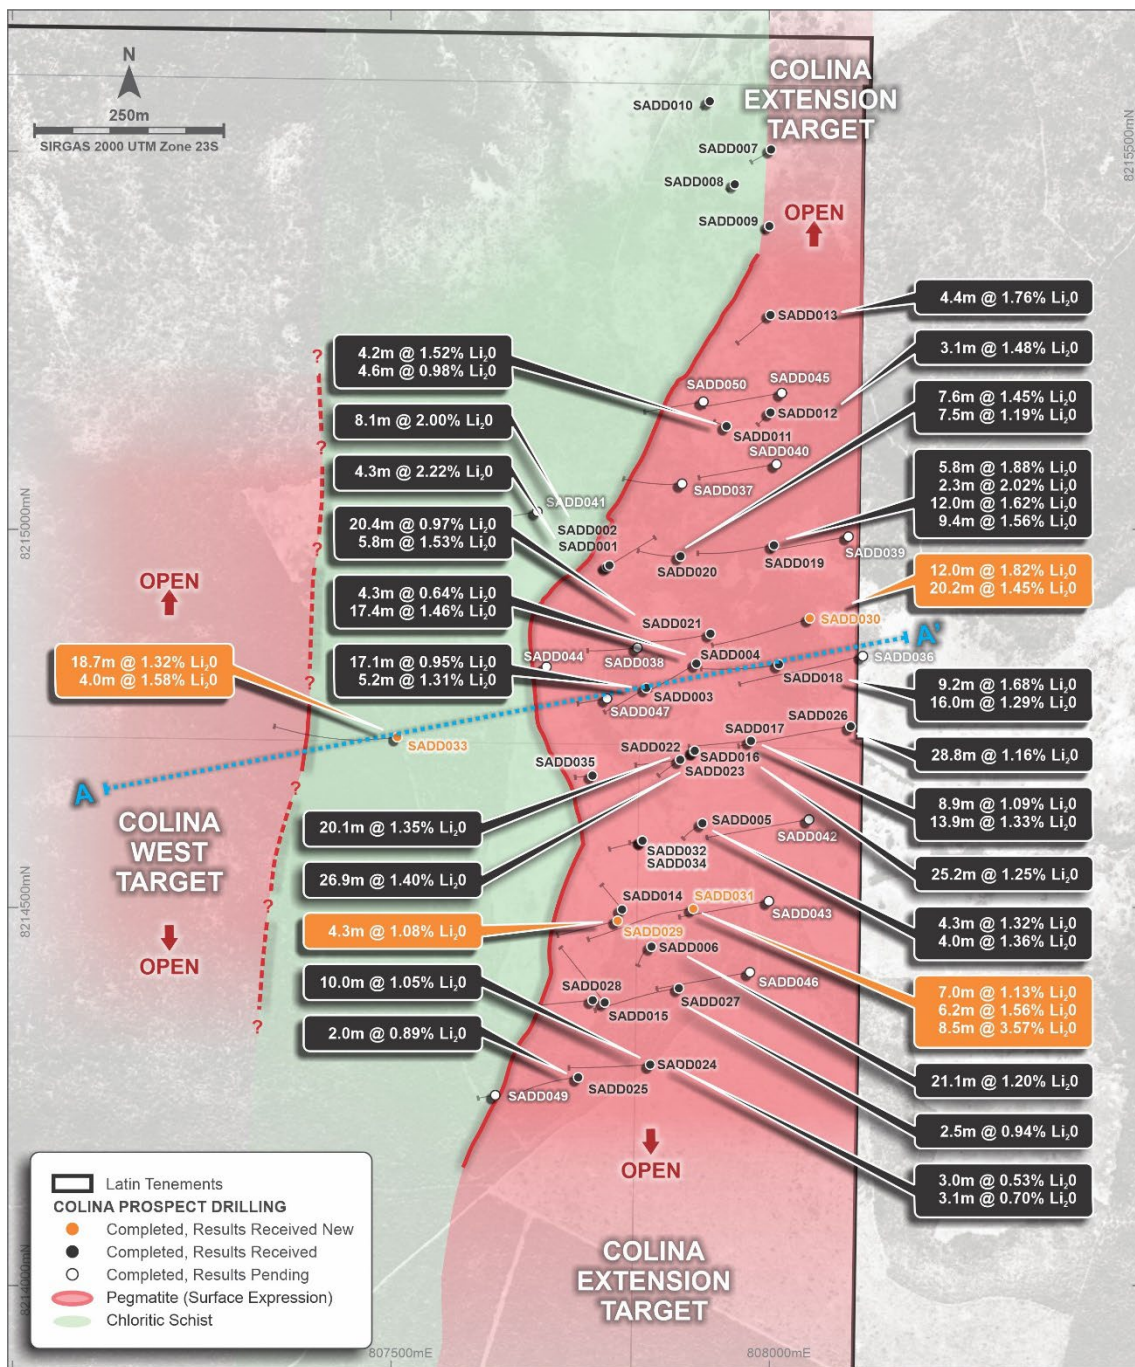 N
250m
SIRGAS 2000 UTM Zone 23S
COLINA
EXTENSION
TARGET
8215500mN
SADD010
SADD007
SADD008
SADD009
OPEN
SADD013
4.4m @ 1.76% Li₂0
3.1m @ 1.48% Li₂0
?
4.2m @ 1.52% Li₂0
4.6m @ 0.98% Li₂0
SADD050
SADD045
SADD012
SADD011
7.6m @ 1.45% Li₂0
7.5m @ 1.19% Li₂0
8.1m @ 2.00% Li₂0
?
SADD040
SADD037
4.3m @ 2.22% Li₂0
SADD041
5.8m @ 1.88% Li₂0
2.3m @ 2.02% Li₂0
12.0m @ 1.62% Li₂0
9.4m @ 1.56% Li₂0
8215000mN
?
20.4m @ 0.97% Li₂0
5.8m @ 1.53% Li₂0
SADD002
SADD001
SADD020
SADD019
SADD039
OPEN
?
4.3m @ 0.64% Li₂0
17.4m @ 1.46% Li₂0
12.0m @ 1.82% Li₂0
20.2m @ 1.45% Li₂0
SADD021
SADD030
A'
18.7m @ 1.32% Li₂0
4.0m @ 1.58% Li₂0
?
17.1m @ 0.95% Li₂0
5.2m @ 1.31% Li₂0
SADD044
SADD038
SADD004
SADD036
SADD018
SADD003
SADD047
9.2m @ 1.68% Li₂0
16.0m @ 1.29% Li₂0
SADD033
SADD017
SADD026
SADD022
SADD016
SADD023
SADD035
28.8m @ 1.16% Li₂0
A
?
COLINA
WEST
TARGET
20.1m @ 1.35% Li₂0
8.9m @ 1.09% Li₂0
13.9m @ 1.33% Li₂0
SADD005
SADD042
SADD032
SADD034
26.9m @ 1.40% Li₂0
25.2m @ 1.25% Li₂0
8214500mN
?
4.3m @ 1.08% Li₂0
SADD014
SADD031
SADD043
SADD029
4.3m @ 1.32% Li₂0
4.0m @ 1.36% Li₂0
OPEN
?
SADD006
10.0m @ 1.05% Li₂0
SADD028
SADD046
SADD027
SADD015
7.0m @ 1.13% Li₂0
6.2m @ 1.56% Li₂0
8.5m @ 3.57% Li₂0
?
2.0m @ 0.89% Li₂0
SADD024
SADD025
SADD049
21.1m @ 1.20% Li₂0
2.5m @ 0.94% Li₂0
OPEN
3.0m @ 0.53% Li₂0
3.1m @ 0.70% Li₂0
COLINA
EXTENSION
TARGET
8214000mN
Latin Tenements
COLINA PROSPECT DRILLING
Completed, Results Received New
Completed, Results Received
Completed, Results Pending
Pegmatite (Surface Expression)
Chloritic Schist
807500mE
808000mE